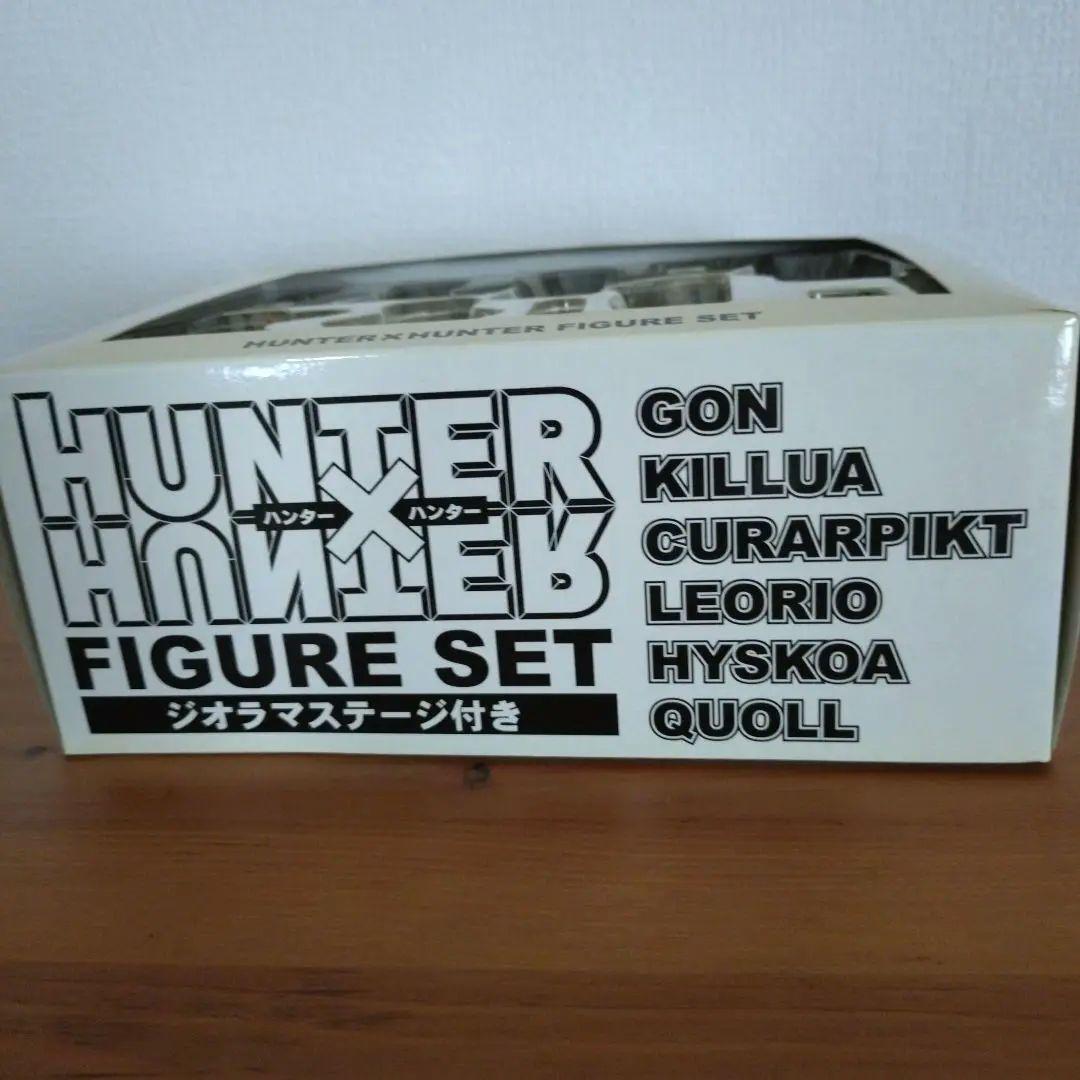 HUNTER×HUNTER FIGURE SET
HUNTER
ハンター×ハンター
HUNTER
FIGURE SET
ジオラマステージ付き
GON
KILLUA
CURARPIKT
LEORIO
HYSKOA
QUOLL